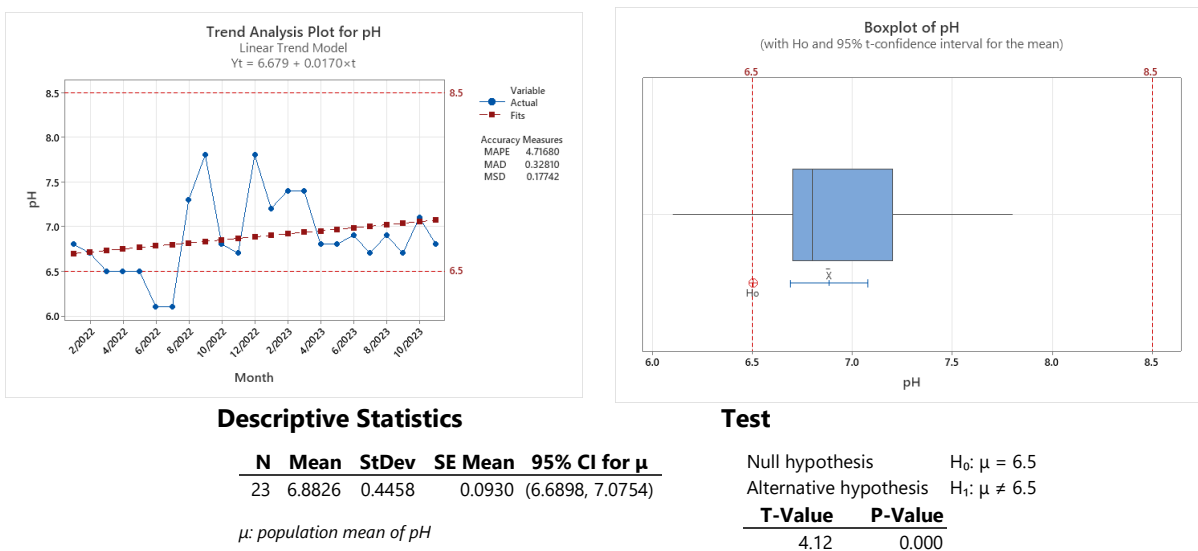 Trend Analysis Plot for pH
Linear Trend Model
Yt = 6.679 + 0.0170×t
8.5
8.0
7.5
7.0
6.5
6.0
pH
8.5
6.5
2/2022
4/2022
6/2022
8/2022
10/2022
12/2022
2/2023
4/2023
6/2023
8/2023
10/2023
Month
Variable
Actual
Fits
Accuracy Measures
MAPE 4.71680
MAD 0.32810
MSD 0.17742
Boxplot of pH
(with Ho and 95% t-confidence interval for the mean)
6.5 8.5
X̄
Ho
6.0 6.5 7.0 7.5 8.0 8.5
pH
Descriptive Statistics
N Mean StDev SE Mean 95% CI for μ
23 6.8826 0.4458 0.0930 (6.6898, 7.0754)
μ: population mean of pH
Test
Null hypothesis H₀: μ = 6.5
Alternative hypothesis H₁: μ ≠ 6.5
T-Value P-Value
4.12 0.000